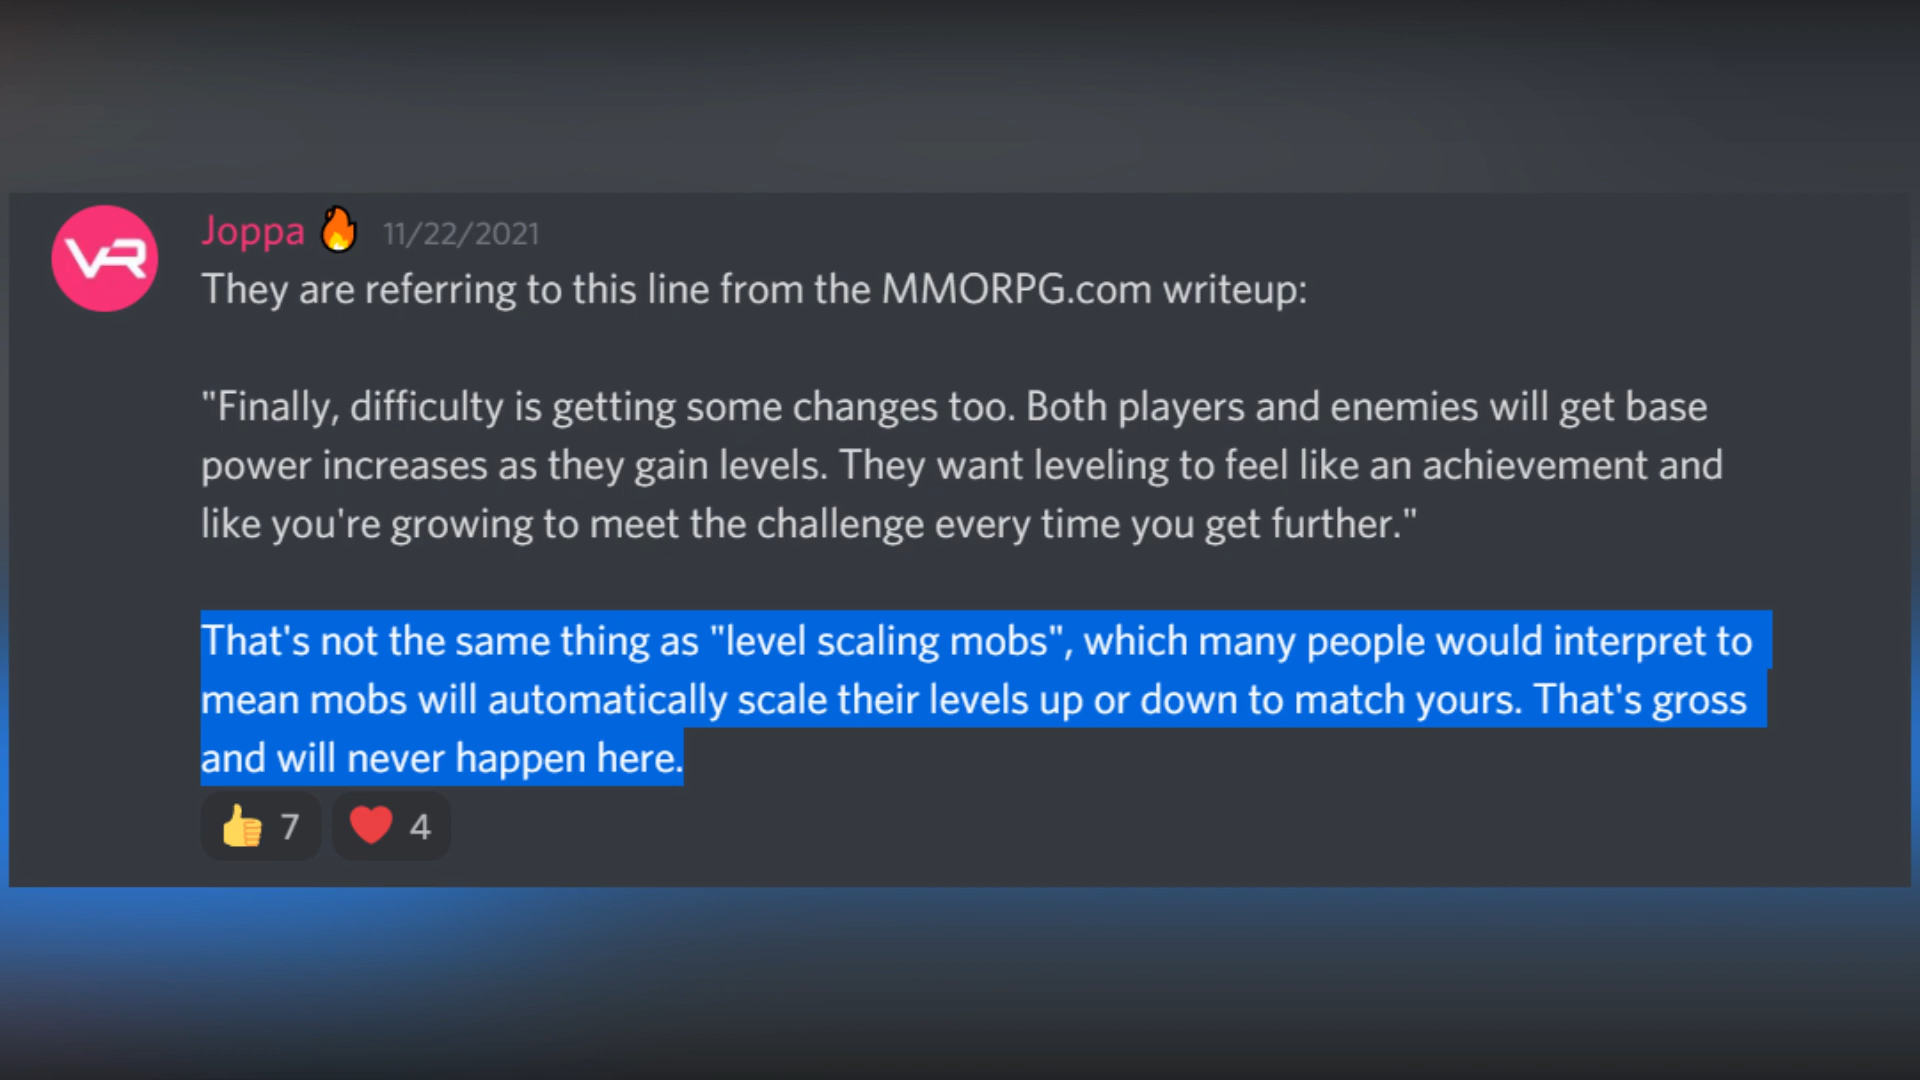 VR
Joppa 🔥 11/22/2021
They are referring to this line from the MMORPG.com writeup:
"Finally, difficulty is getting some changes too. Both players and enemies will get base
power increases as they gain levels. They want leveling to feel like an achievement and
like you're growing to meet the challenge every time you get further."
That's not the same thing as "level scaling mobs", which many people would interpret to
mean mobs will automatically scale their levels up or down to match yours. That's gross
and will never happen here.
👍 7 ❤️ 4